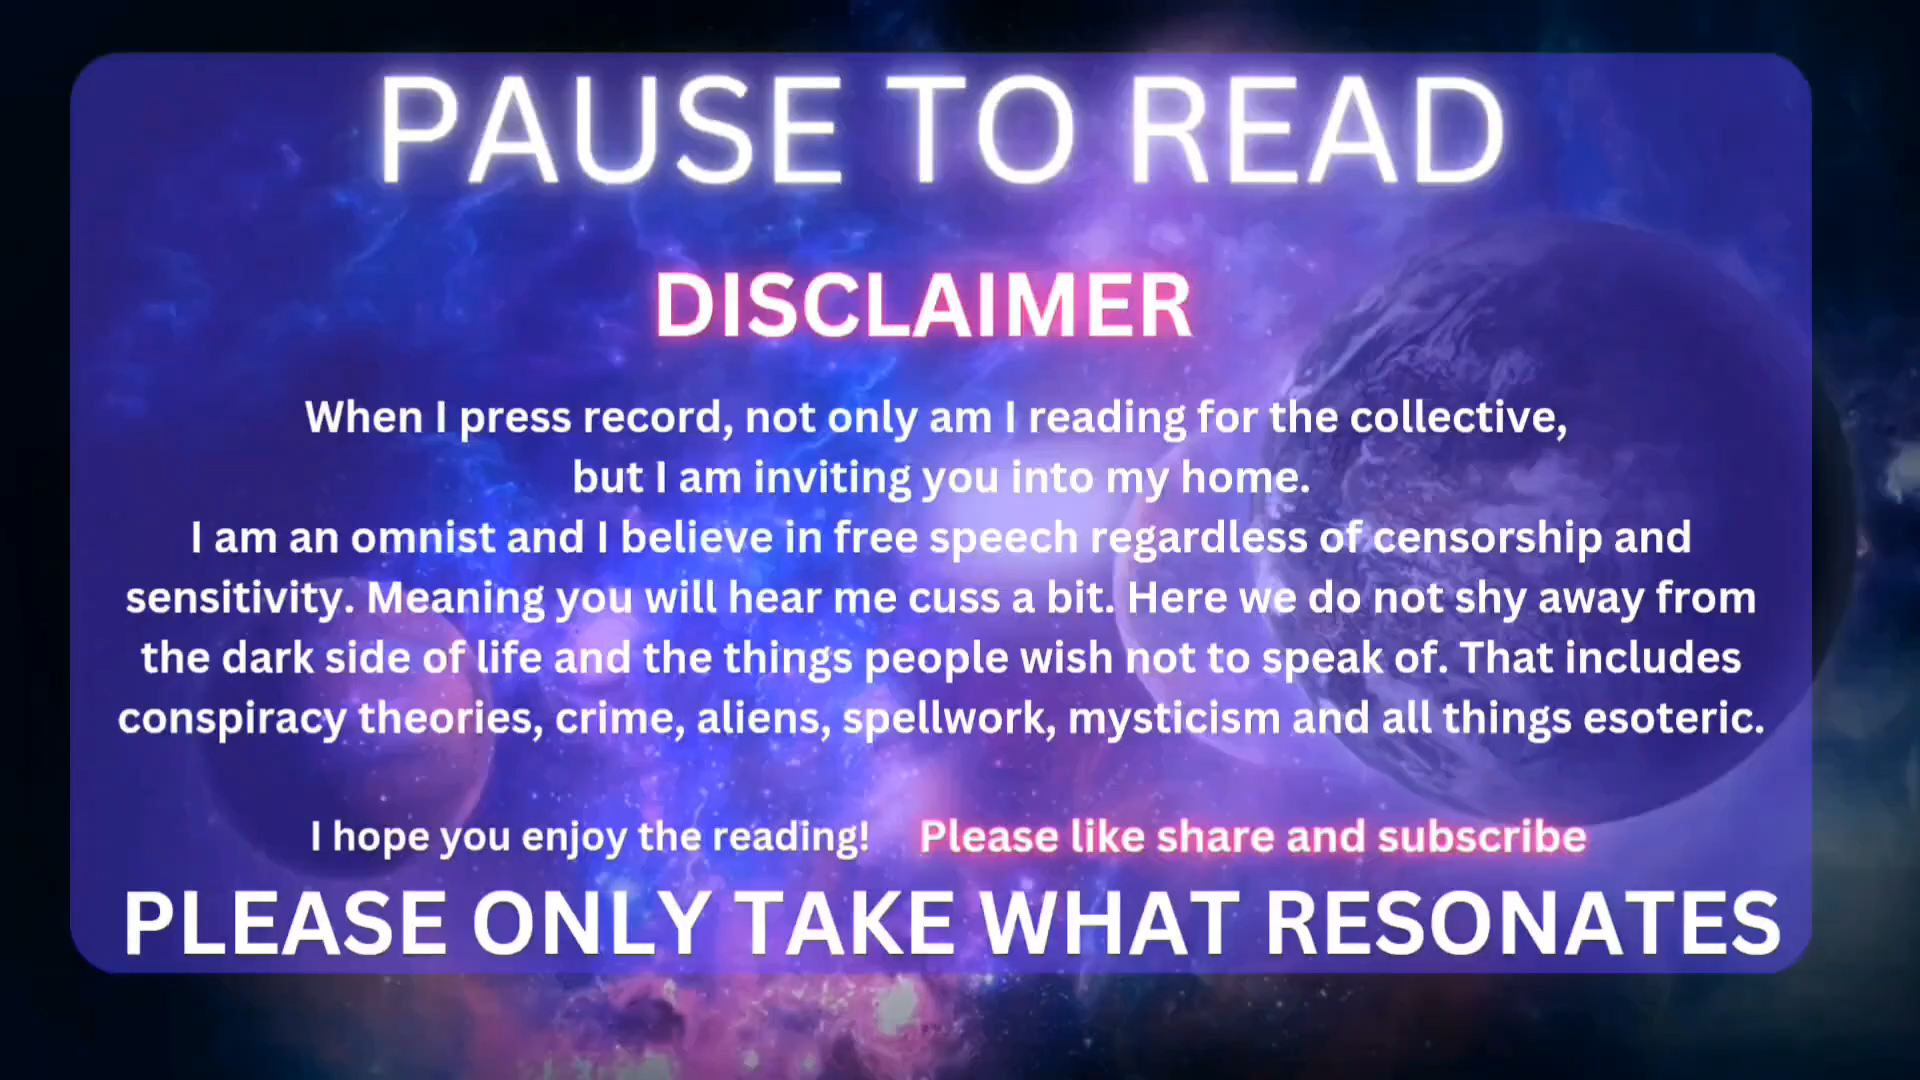 PAUSE TO READ
DISCLAIMER
When I press record, not only am I reading for the collective,
but I am inviting you into my home.
I am an omnist and I believe in free speech regardless of censorship and
sensitivity. Meaning you will hear me cuss a bit. Here we do not shy away from
the dark side of life and the things people wish not to speak of. That includes
conspiracy theories, crime, aliens, spellwork, mysticism and all things esoteric.
I hope you enjoy the reading! Please like share and subscribe
PLEASE ONLY TAKE WHAT RESONATES